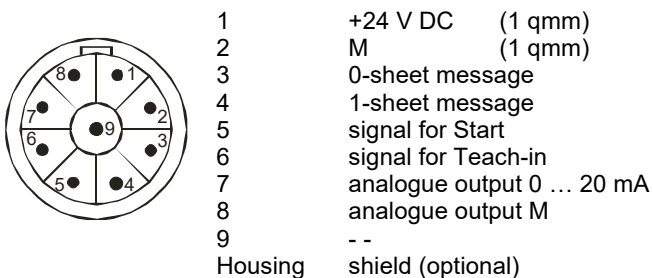 1 +24 V DC (1 qmm)
2 M (1 qmm)
3 0-sheet message
4 1-sheet message
5 signal for Start
6 signal for Teach-in
7 analogue output 0 … 20 mA
8 analogue output M
9 - -
Housing shield (optional)
8 1
7 2
9
6 3
5 4